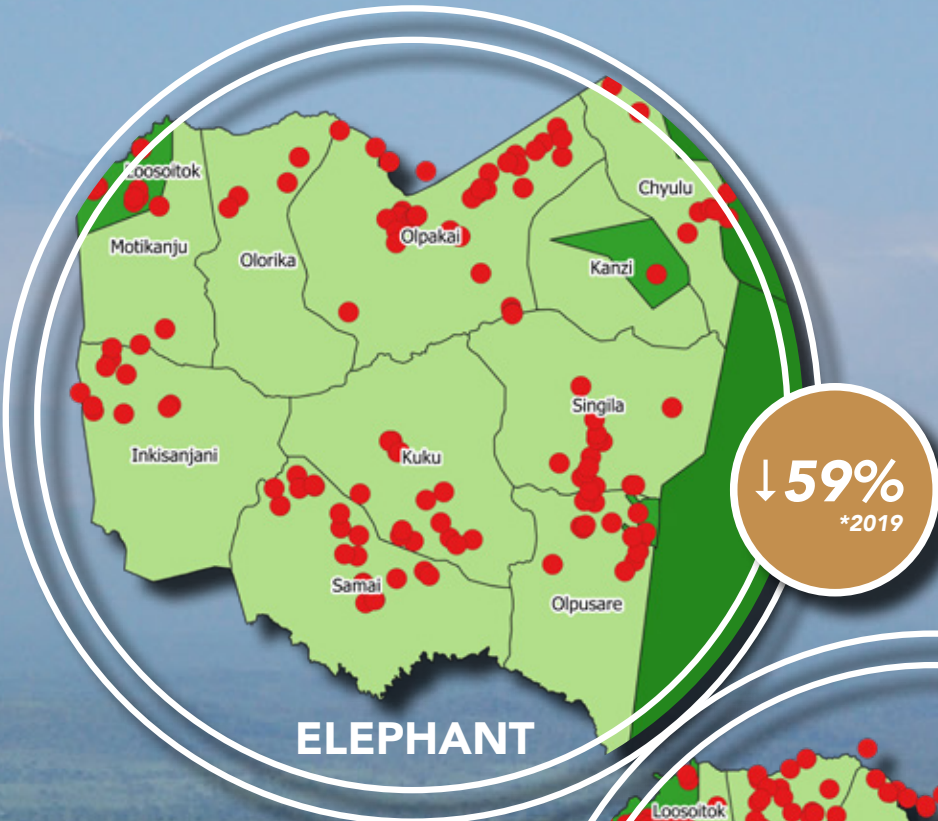 Loosoitok
Chyulu
Motikanju
Olorika
Olpakai
Kanzi
Singila
Inkisanjani
Kuku
↓59%
*2019
Samai
Olpusare
ELEPHANT
Loosoitok